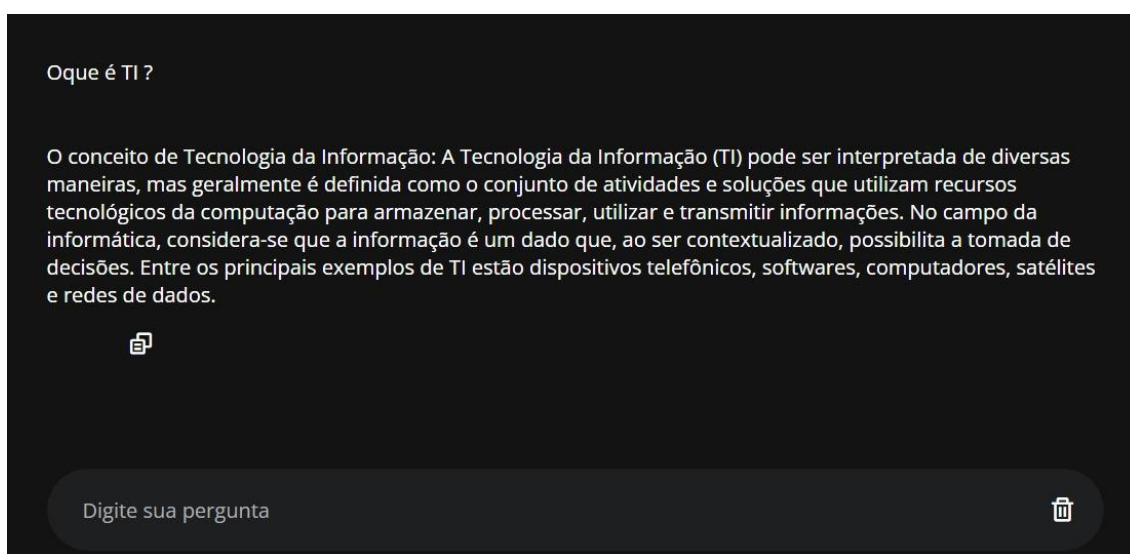 Oque é TI ?
O conceito de Tecnologia da Informação: A Tecnologia da Informação (TI) pode ser interpretada de diversas
maneiras, mas geralmente é definida como o conjunto de atividades e soluções que utilizam recursos
tecnológicos da computação para armazenar, processar, utilizar e transmitir informações. No campo da
informática, considera-se que a informação é um dado que, ao ser contextualizado, possibilita a tomada de
decisões. Entre os principais exemplos de TI estão dispositivos telefônicos, softwares, computadores, satélites
e redes de dados.
Digite sua pergunta